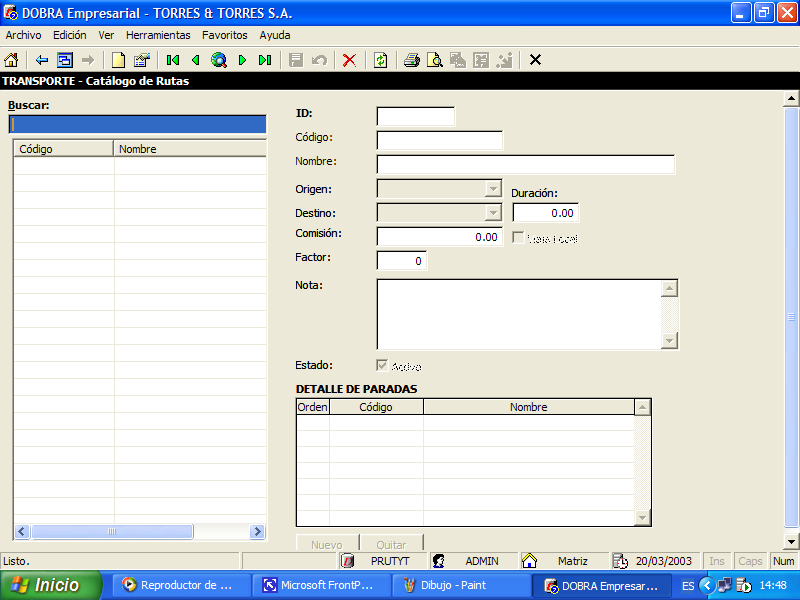 DOBRA Empresarial - TORRES & TORRES S.A.
Archivo Edición Ver Herramientas Favoritos Ayuda
TRANSPORTE - Catálogo de Rutas
Buscar:
Código Nombre
ID:
Código:
Nombre:
Origen:
Duración:
Destino:
0.00
Comisión:
0.00
Factor:
0
Nota:
Estado:
Activo
DETALLE DE PARADAS
Orden Código Nombre
Nuevo Quitar
Listo. PRUTYT ADMIN Matriz 20/03/2003 Ins Caps Num
Inicio Reproductor de ... Microsoft FrontP... Dibujo - Paint DOBRA Empresar... ES 14:48